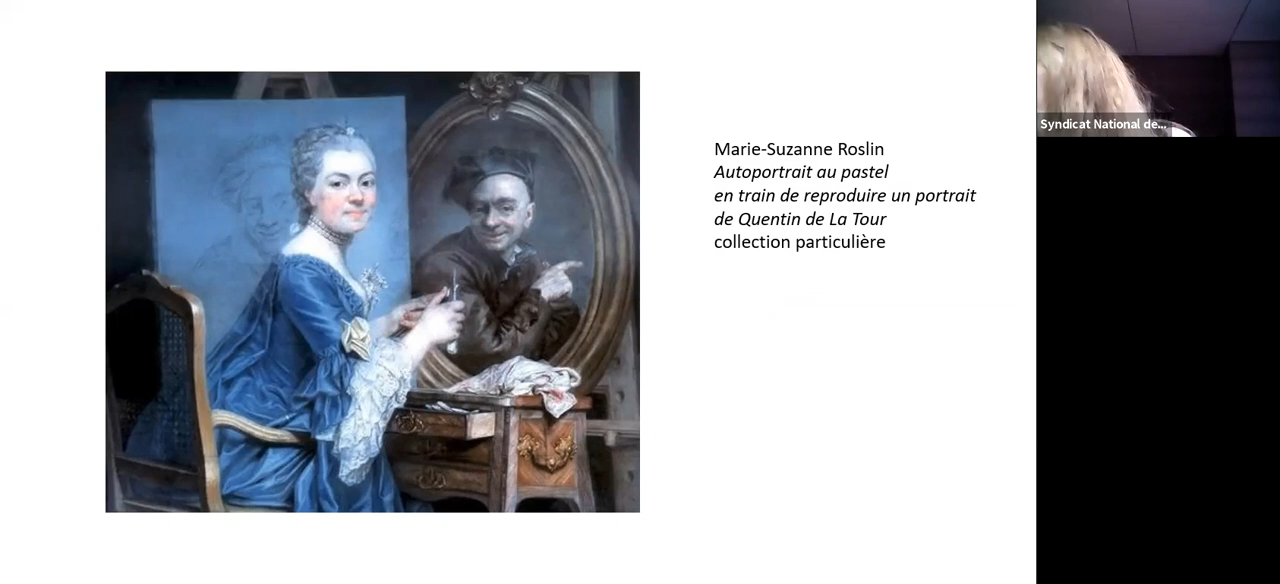 Marie-Suzanne Roslin
Autoportrait au pastel
en train de reproduire un portrait
de Quentin de La Tour
collection particulière
Syndicat National de...